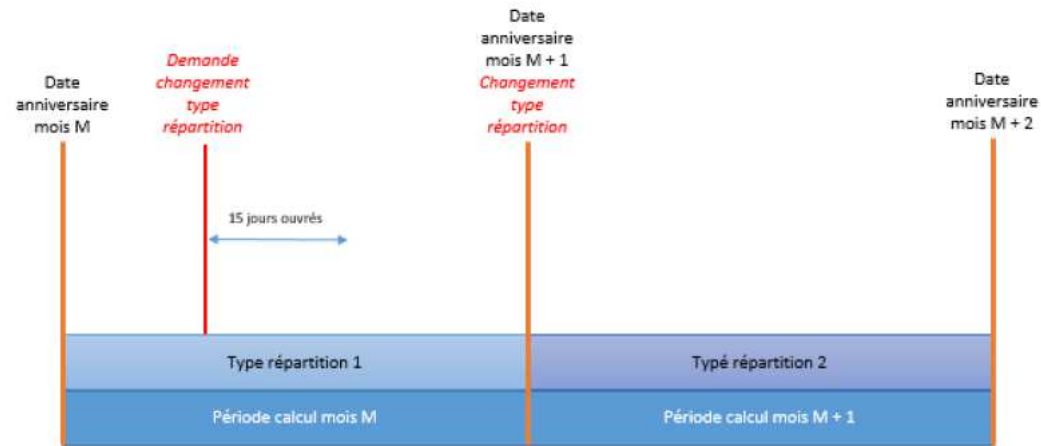 Date
anniversaire
mois M
Demande
changement
type
répartition
Date
anniversaire
mois M + 1
Changement
type
répartition
Date
anniversaire
mois M + 2
15 jours ouvrés
Type répartition 1
Typé répartition 2
Période calcul mois M
Période calcul mois M + 1